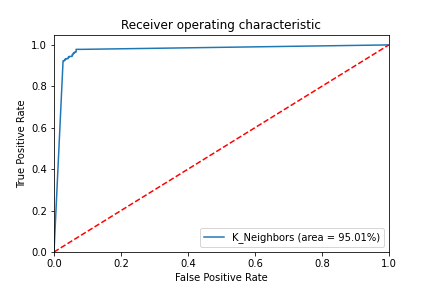 Receiver operating characteristic
True Positive Rate
1.0
0.8
0.6
0.4
0.2
0.0
K_Neighbors (area = 95.01%)
0.0 0.2 0.4 0.6 0.8 1.0
False Positive Rate